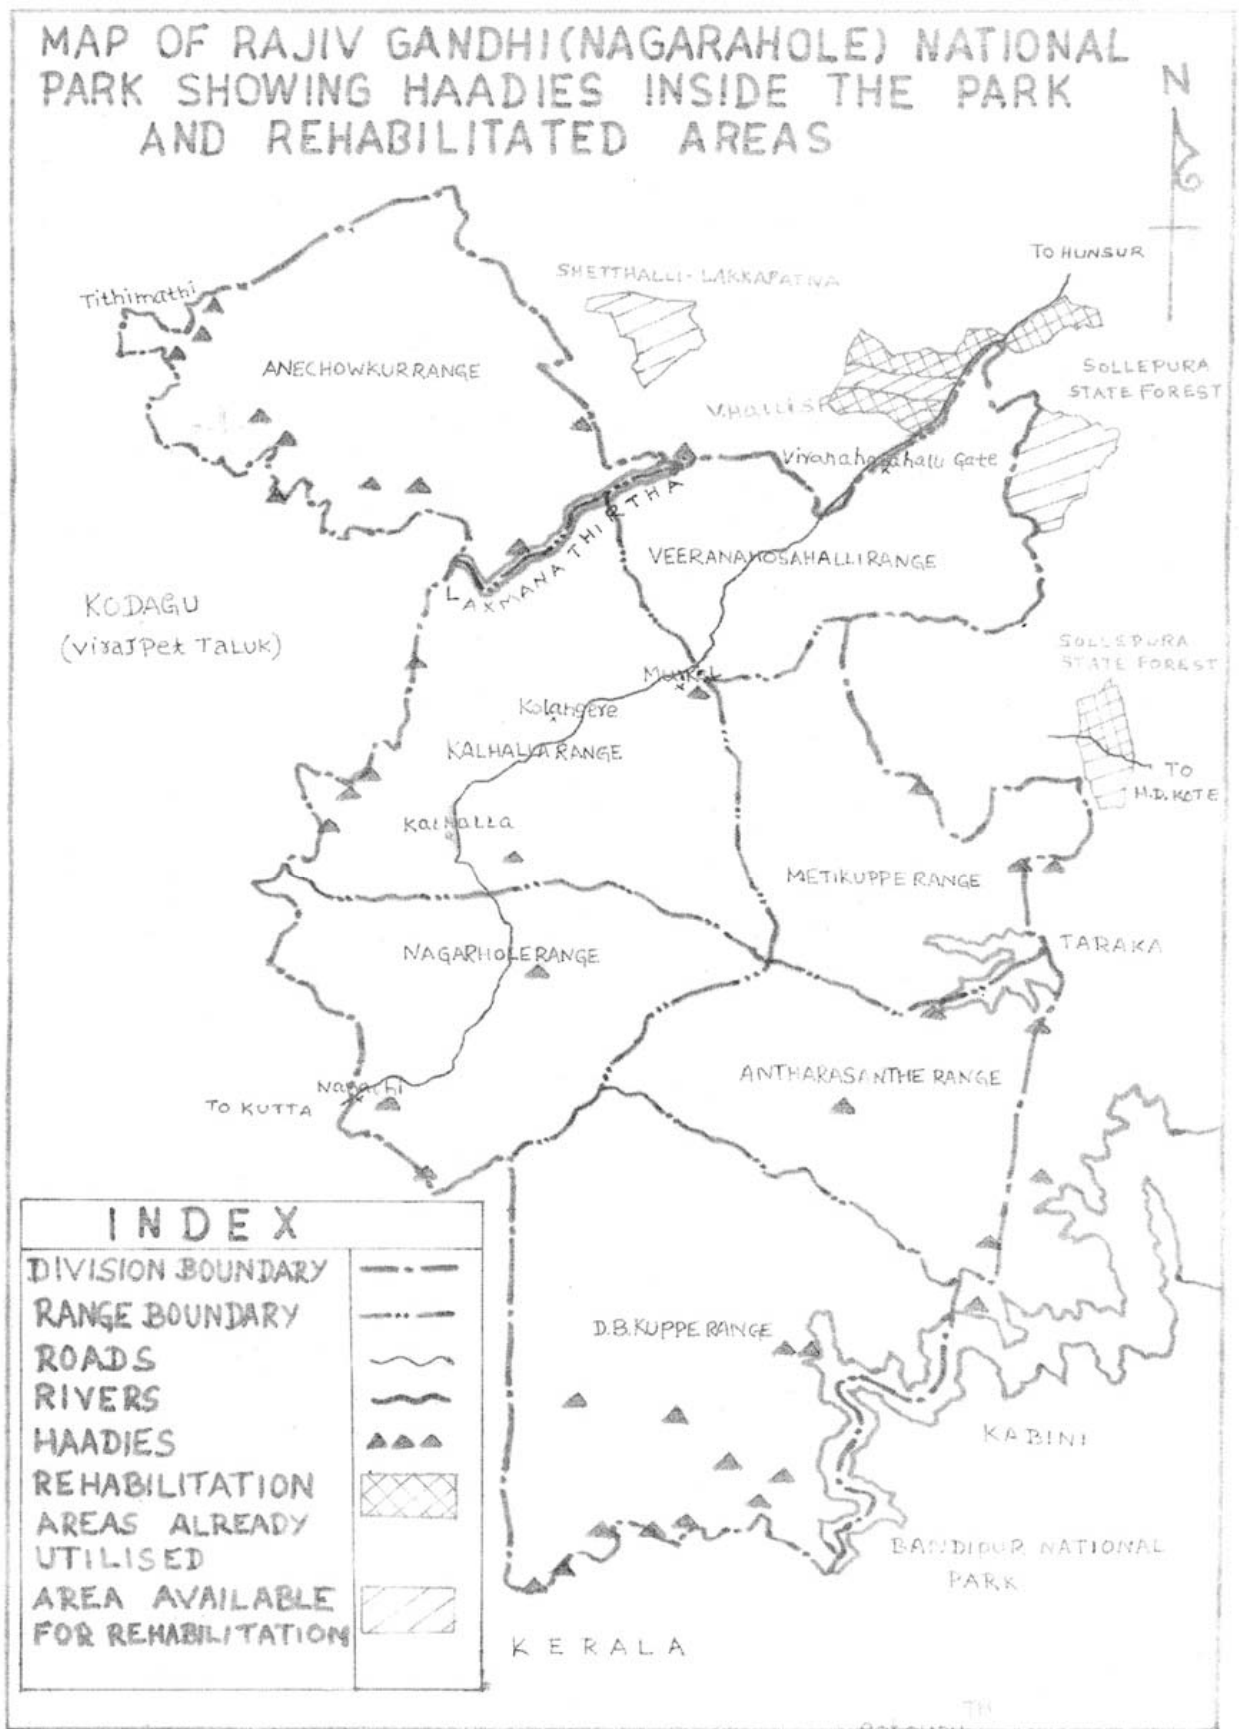 MAP OF RAJIV GANDHI (NAGARAHOLE) NATIONAL
PARK SHOWING HAADIES INSIDE THE PARK
AND REHABILITATED AREAS
N
TO HUNSUR
SHETTHALLI-LAKKAPATNA
Tithimathi
ANECHOWKUR RANGE
SOLLEPURA
STATE FOREST
V.HALLI
Viranahosahalli Gate
LAXMANATHIRTHA
VEERANAHOSAHALLI RANGE
KODAGU
(Virajpet TALUK)
SOLLEPURA
STATE FOREST
Murkal
Kolangere
KALHALLA RANGE
TO
H.D.KOTE
Kalhalla
METIKUPPE RANGE
NAGARHOLE RANGE
TARAKA
ANTHARASANTHE RANGE
Nanachi
TO KUTTA
INDEX
DIVISION BOUNDARY
RANGE BOUNDARY
ROADS
RIVERS
HAADIES
REHABILITATION
AREAS ALREADY
UTILISED
AREA AVAILABLE
FOR REHABILITATION
D.B.KUPPE RANGE
KABINI
BANDIPUR NATIONAL
PARK
KERALA